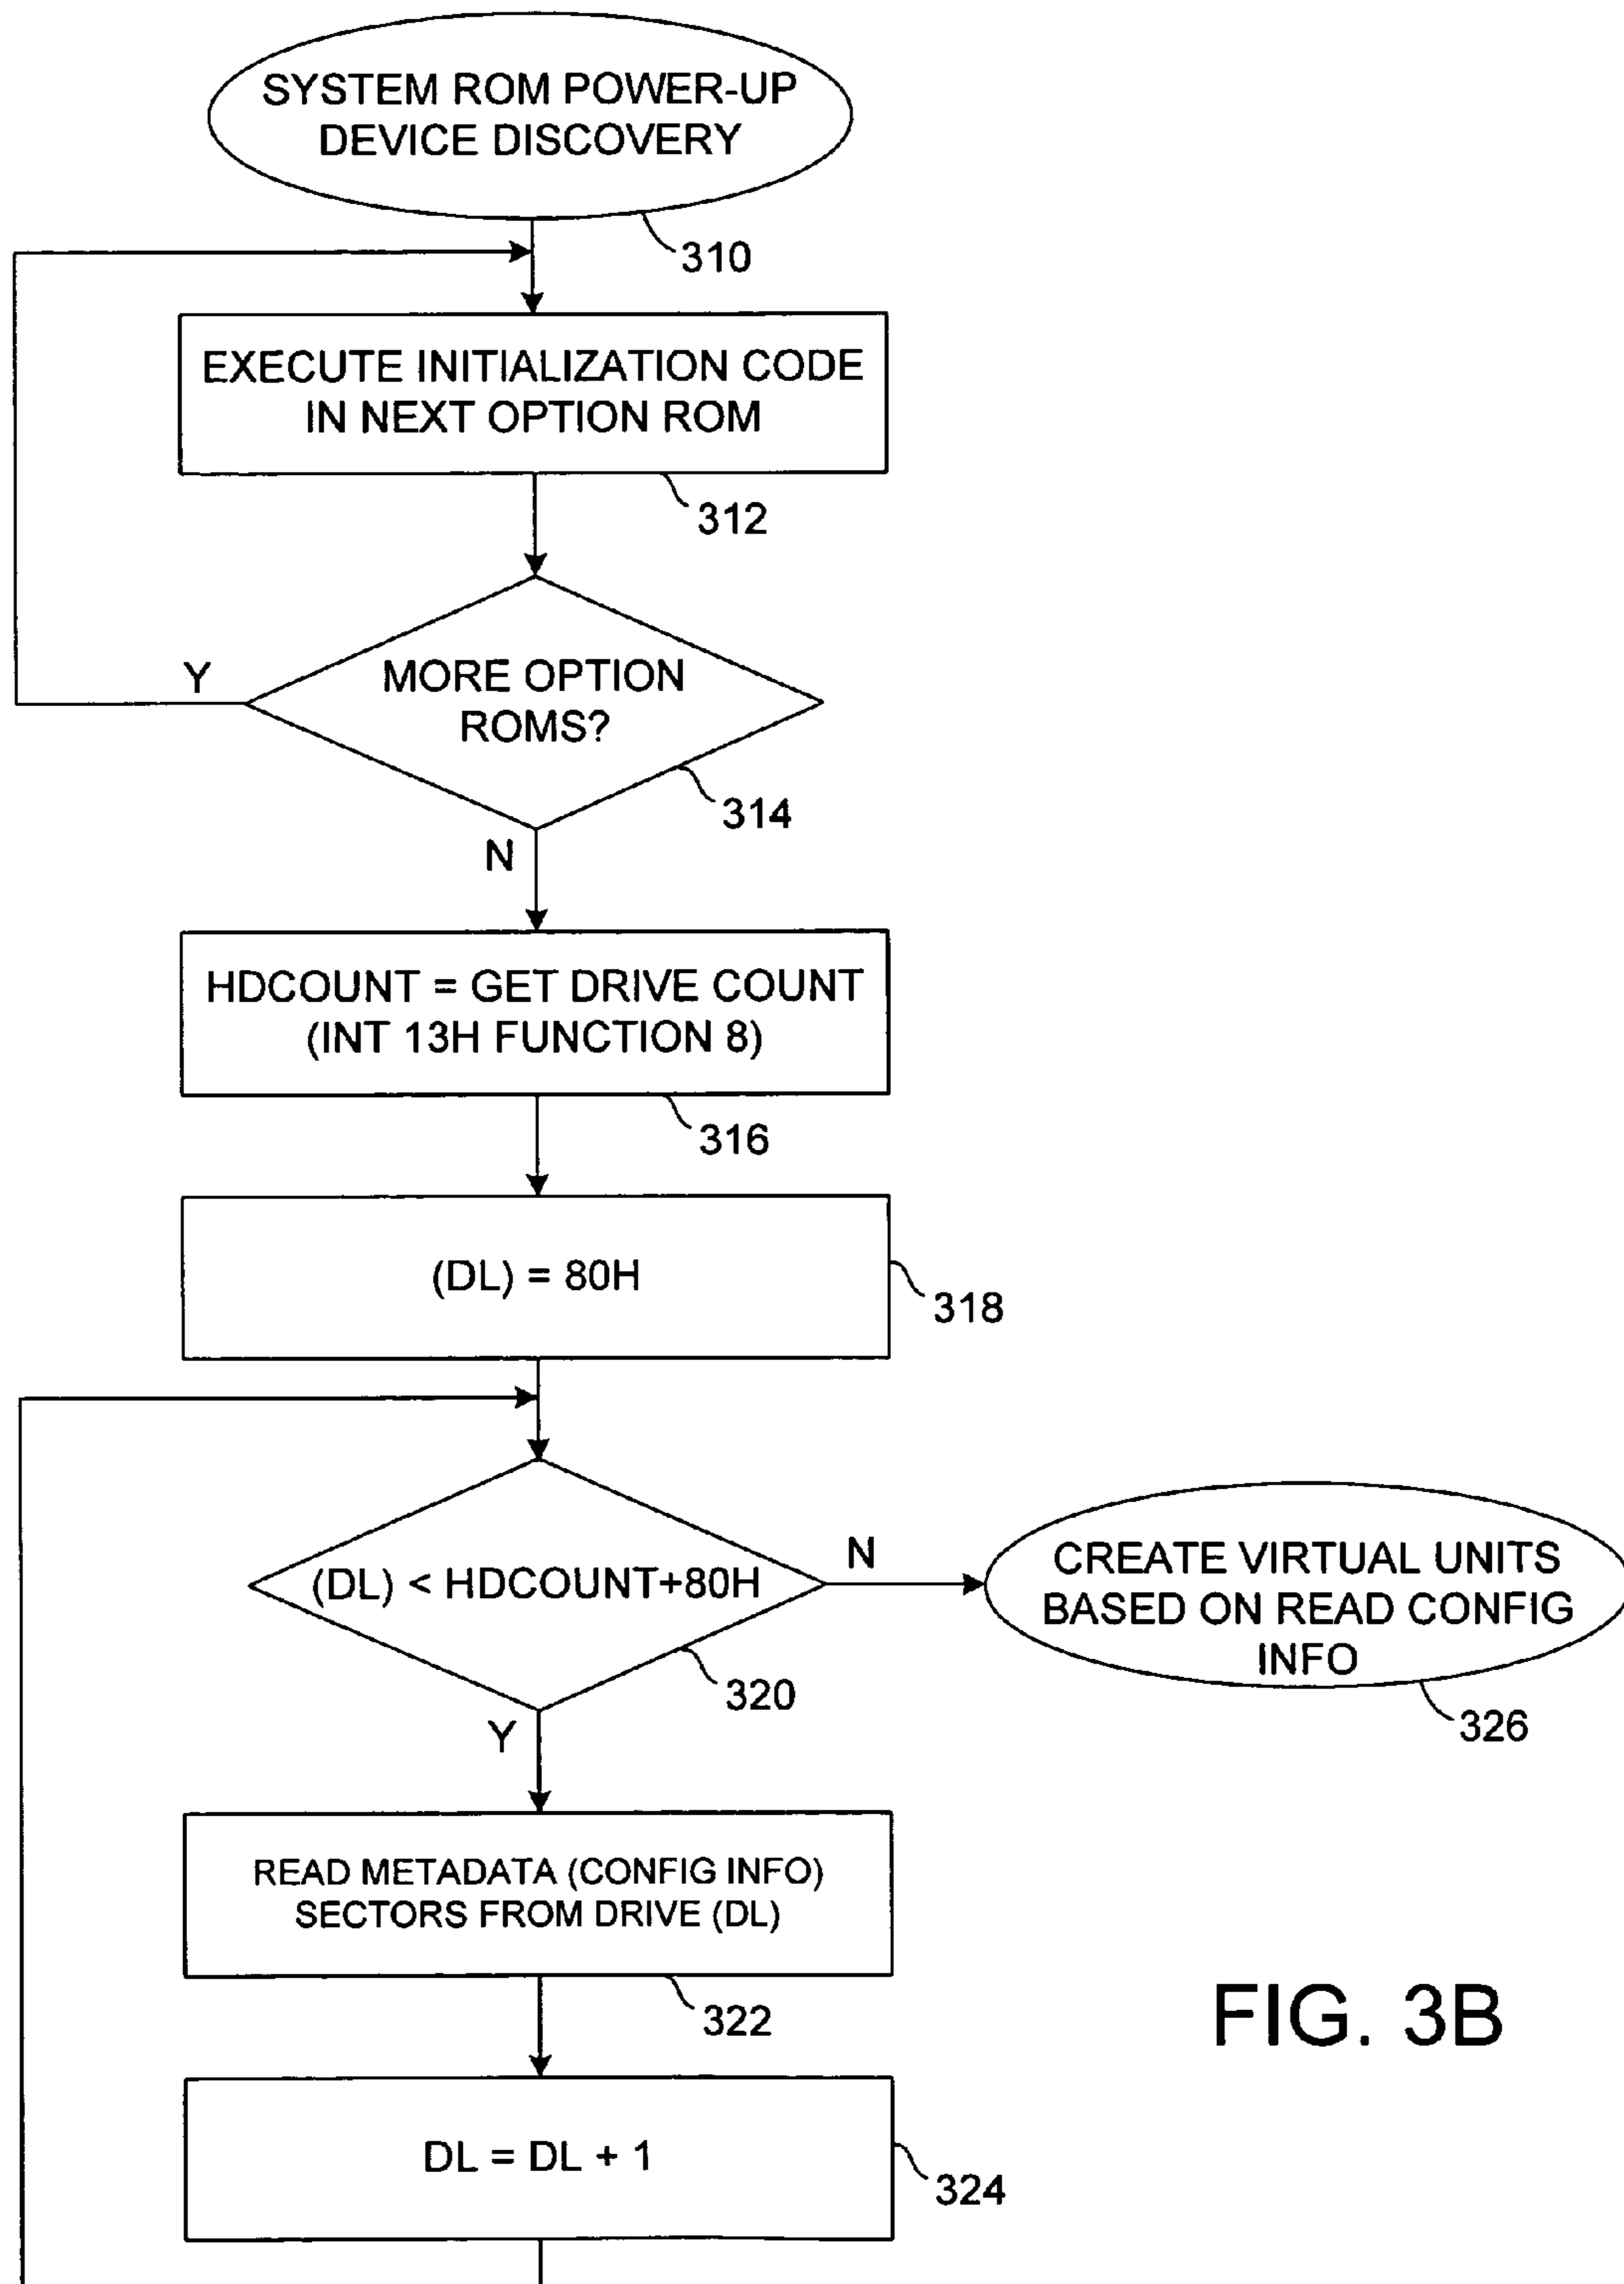 SYSTEM ROM POWER-UP
DEVICE DISCOVERY
310
EXECUTE INITIALIZATION CODE
IN NEXT OPTION ROM
312
Y
MORE OPTION
ROMS?
314
N
HDCOUNT = GET DRIVE COUNT
(INT 13H FUNCTION 8)
316
(DL) = 80H
318
(DL) < HDCOUNT+80H
N
CREATE VIRTUAL UNITS
BASED ON READ CONFIG
INFO
320
326
Y
READ METADATA (CONFIG INFO)
SECTORS FROM DRIVE (DL)
322
FIG. 3B
DL = DL + 1
324